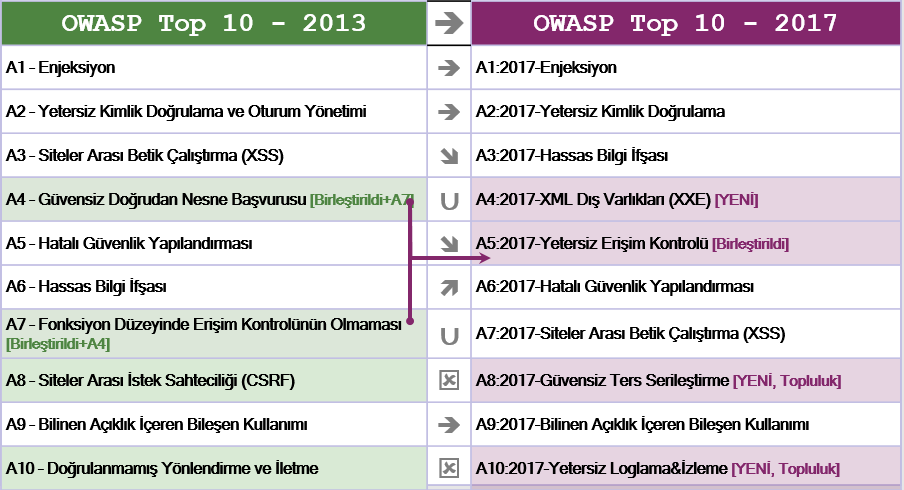 OWASP Top 10 - 2013 → OWASP Top 10 - 2017
A1 - Enjeksiyon → A1:2017-Enjeksiyon
A2 - Yetersiz Kimlik Doğrulama ve Oturum Yönetimi → A2:2017-Yetersiz Kimlik Doğrulama
A3 - Siteler Arası Betik Çalıştırma (XSS) ↘ A3:2017-Hassas Bilgi İfşası
A4 - Güvensiz Doğrudan Nesne Başvurusu [Birleştirildi+A7] U A4:2017-XML Dış Varlıkları (XXE) [YENİ]
A5 - Hatalı Güvenlik Yapılandırması ↘ A5:2017-Yetersiz Erişim Kontrolü [Birleştirildi]
A6 - Hassas Bilgi İfşası ↗ A6:2017-Hatalı Güvenlik Yapılandırması
A7 - Fonksiyon Düzeyinde Erişim Kontrolünün Olmaması
[Birleştirildi+A4] U A7:2017-Siteler Arası Betik Çalıştırma (XSS)
A8 - Siteler Arası İstek Sahteciliği (CSRF) ☒ A8:2017-Güvensiz Ters Serileştirme [YENİ, Topluluk]
A9 - Bilinen Açıklık İçeren Bileşen Kullanımı → A9:2017-Bilinen Açıklık İçeren Bileşen Kullanımı
A10 - Doğrulanmamış Yönlendirme ve İletme ☒ A10:2017-Yetersiz Loglama&İzleme [YENİ, Topluluk]